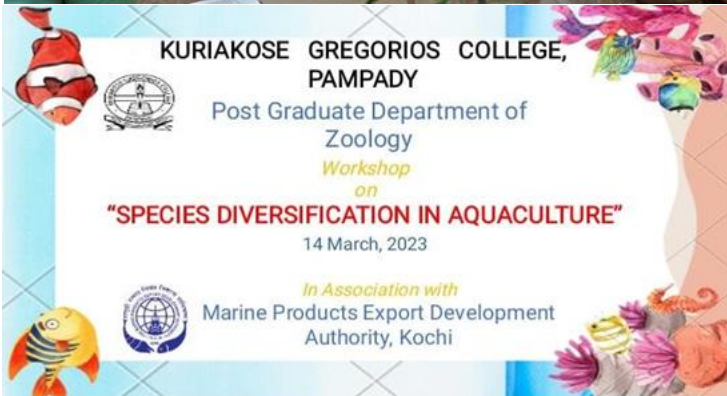 KURIAKOSE GREGORIOS COLLEGE,
PAMPADY
Post Graduate Department of
Zoology
Workshop
on
"SPECIES DIVERSIFICATION IN AQUACULTURE"
14 March, 2023
In Association with
Marine Products Export Development
Authority, Kochi